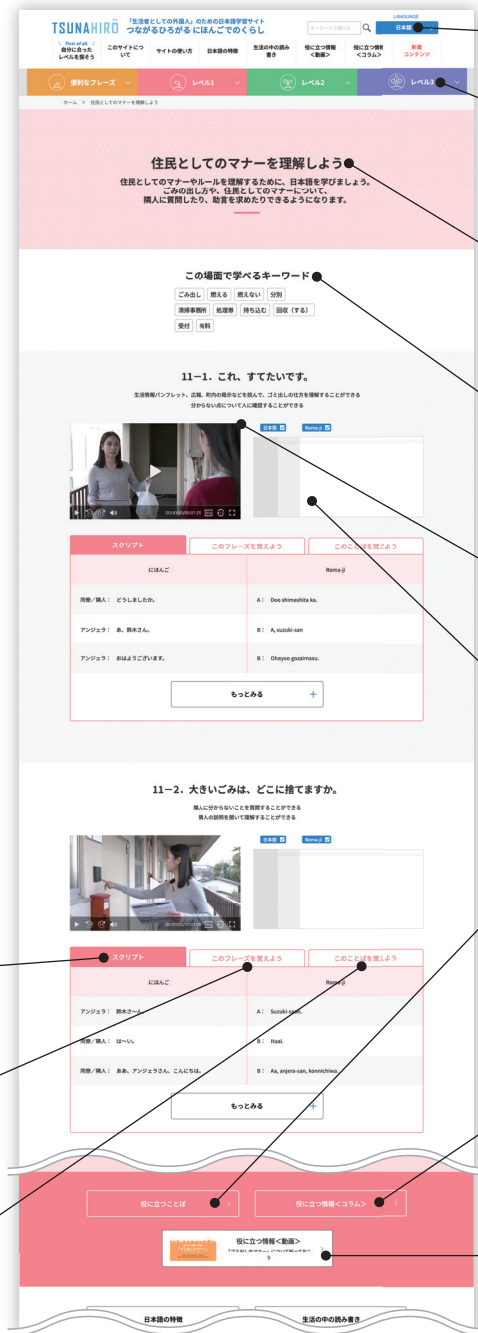 TSUNAHIRO
「生活者としての外国人」のための日本語学習サイト
つながるひろがる にほんごでのくらし
キーワードで調べる
LANGUAGE
日本語
First of all
自分に合った
レベルを探そう
このサイトにつ
いて
サイトの使い方
日本語の特徴
生活の中の読み
書き
役に立つ情報
<動画>
役に立つ情報
<コラム>
新着
コンテンツ
便利なフレーズ
レベル1
レベル2
レベル3
ホーム > 住民としてのマナーを理解しよう
住民としてのマナーを理解しよう
住民としてのマナーやルールを理解するために、日本語を学びましょう。
ごみの出し方や、住民としてのマナーについて、
隣人に質問したり、助言を求めたりできるようになります。
この場面で学べるキーワード
ごみ出し 燃える 燃えない 分別
清掃事務所 処理券 持ち込む 回収（する）
受付 有料
11−1．これ、すてたいです。
生活情報パンフレット、広報、町内の掲示などを読んで、ゴミ出しの仕方を理解することができる
分からない点について人に確認することができる
日本語 Roma-ji
00:00:00/00:01:01
スクリプト
このフレーズを覚えよう
このことばを覚えよう
にほんご
Roma-ji
同僚／隣人： どうしましたか。
A： Doo shimashita ka.
アンジェラ： あ、鈴木さん。
B： A, suzuki-san
アンジェラ： おはようございます。
B： Ohayoo gozaimasu.
もっとみる ＋
11−2．大きいごみは、どこに捨てますか。
隣人に分からないことを質問することができる
隣人の説明を聞いて理解することができる
日本語 Roma-ji
スクリプト
このフレーズを覚えよう
このことばを覚えよう
にほんご
Roma-ji
アンジェラ： 鈴木さ〜ん。
A： Suzuki-saan.
同僚／隣人： は〜い。
B： Haai.
同僚／隣人： ああ、アンジェラさん、こんにちは。
B： Aa, anjera-san, konnichiwa.
もっとみる ＋
役に立つことば
役に立つ情報<コラム>
役に立つ情報<動画>
日本語の特徴
生活の中の読み書き